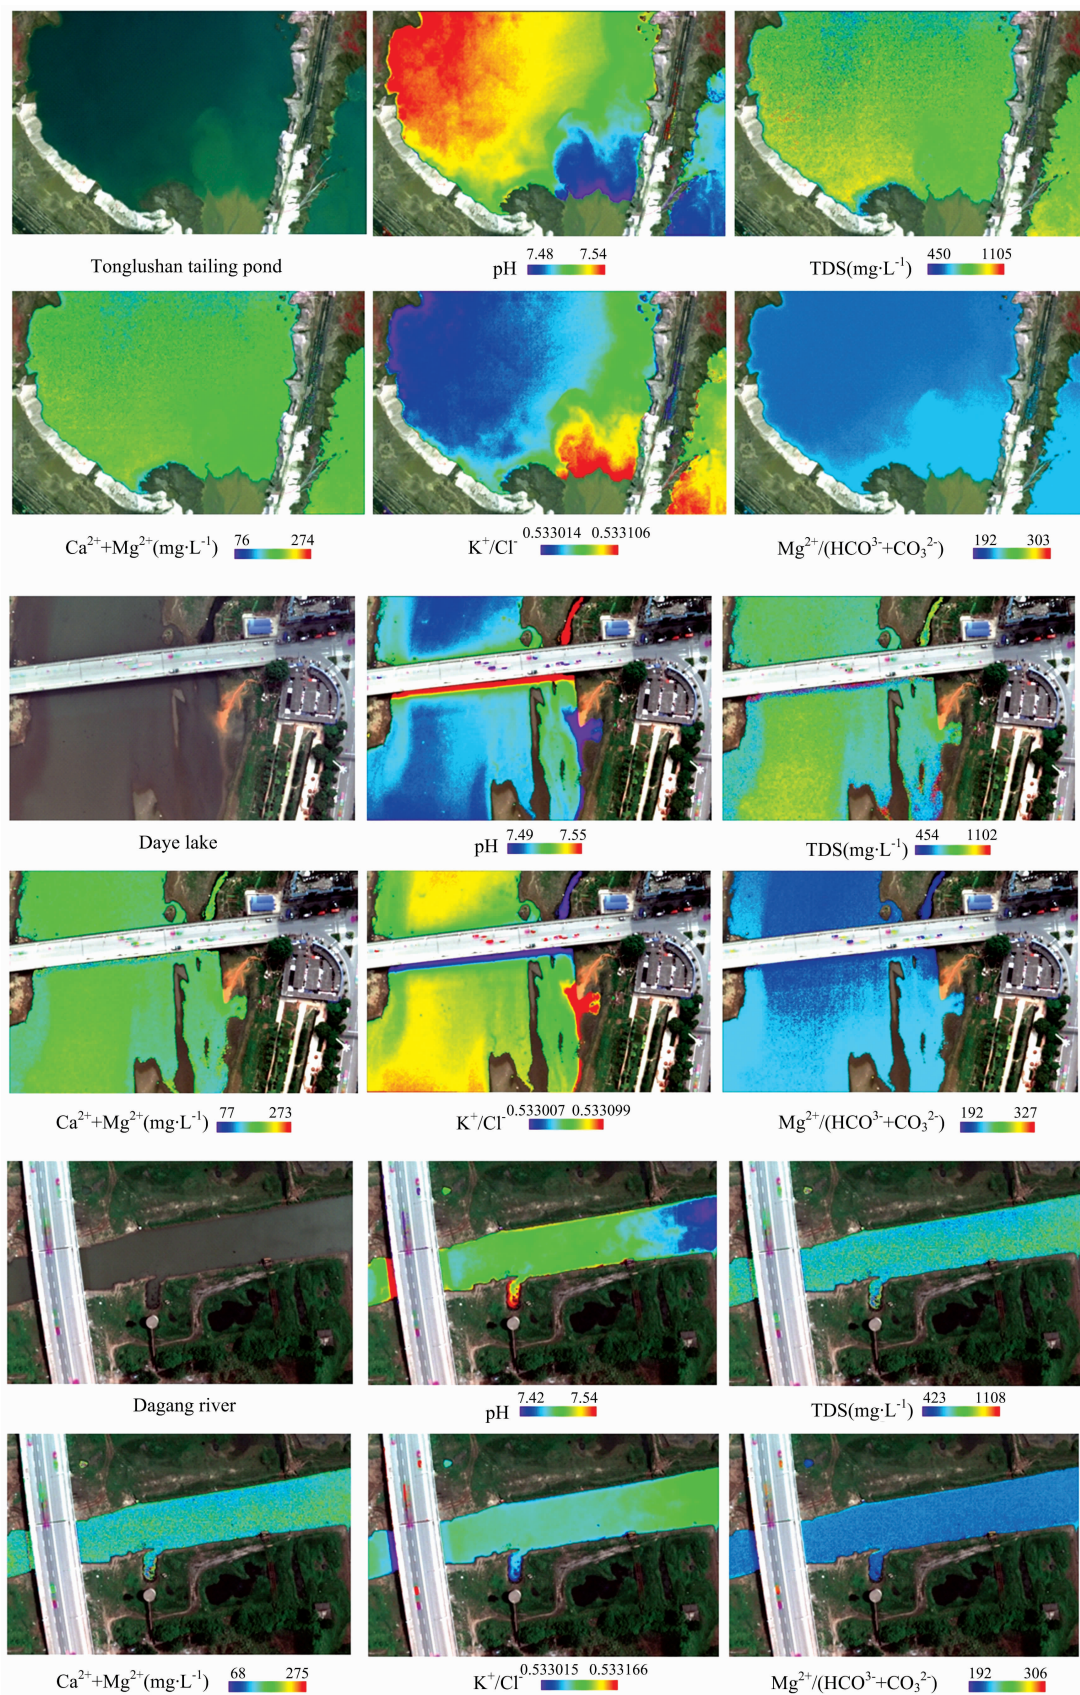 Tonglushan tailing pond
pH 7.48 7.54
TDS(mg·L⁻¹) 450 1105
Ca²⁺+Mg²⁺(mg·L⁻¹) 76 274
K⁺/Cl⁻ 0.533014 0.533106
Mg²⁺/(HCO³⁻+CO₃²⁻) 192 303
Daye lake
pH 7.49 7.55
TDS(mg·L⁻¹) 454 1102
Ca²⁺+Mg²⁺(mg·L⁻¹) 77 273
K⁺/Cl⁻ 0.533007 0.533099
Mg²⁺/(HCO³⁻+CO₃²⁻) 192 327
Dagang river
pH 7.42 7.54
TDS(mg·L⁻¹) 423 1108
Ca²⁺+Mg²⁺(mg·L⁻¹) 68 275
K⁺/Cl⁻ 0.533015 0.533166
Mg²⁺/(HCO³⁻+CO₃²⁻) 192 306